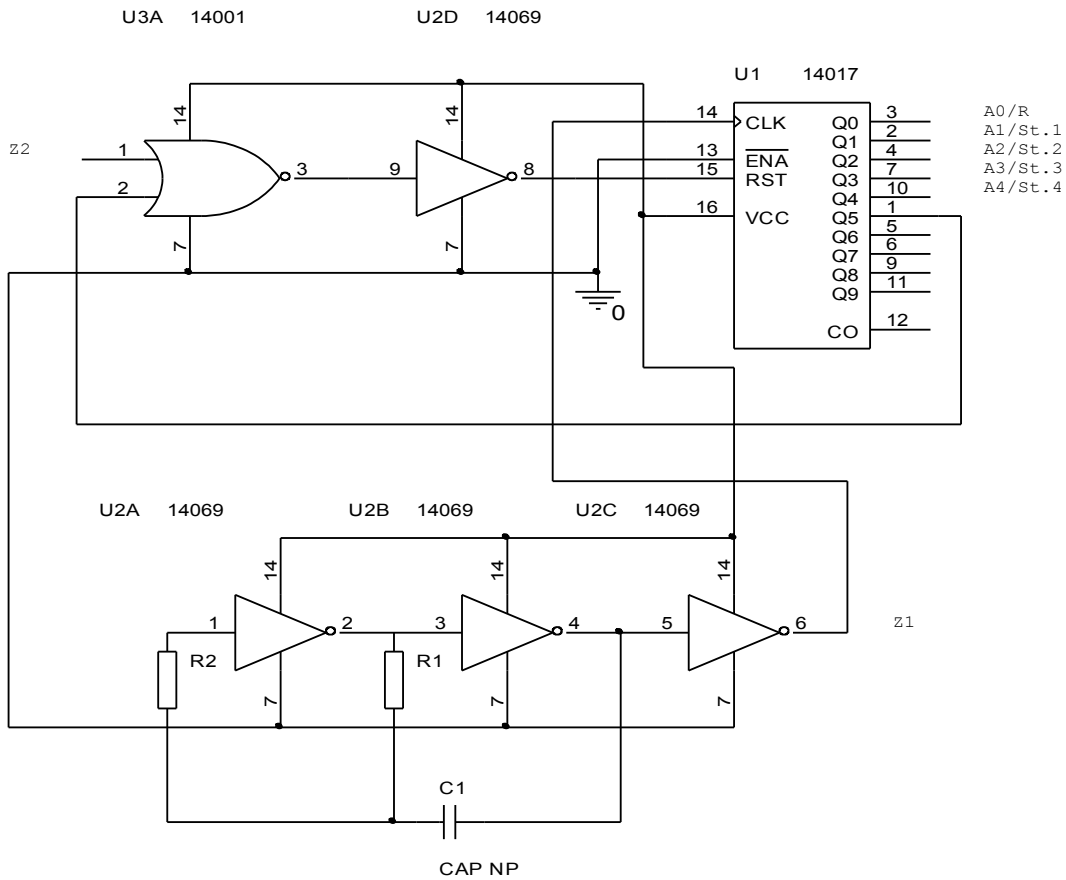 U3A 14001 U2D 14069
U1 14017
14 14 14 CLK Q0 3 A0/R
Q1 2 A1/St.1
Z2 1 13 ENA Q2 4 A2/St.2
3 9 8 15 RST Q3 7 A3/St.3
2 Q4 10 A4/St.4
16 VCC Q5 1
Q6 5
7 7 Q7 6
Q8 9
0 Q9 11
CO 12
U2A 14069 U2B 14069 U2C 14069
14 14 14
1 2 3 4 5 6 Z1
R2 R1
7 7 7
C1
CAP NP